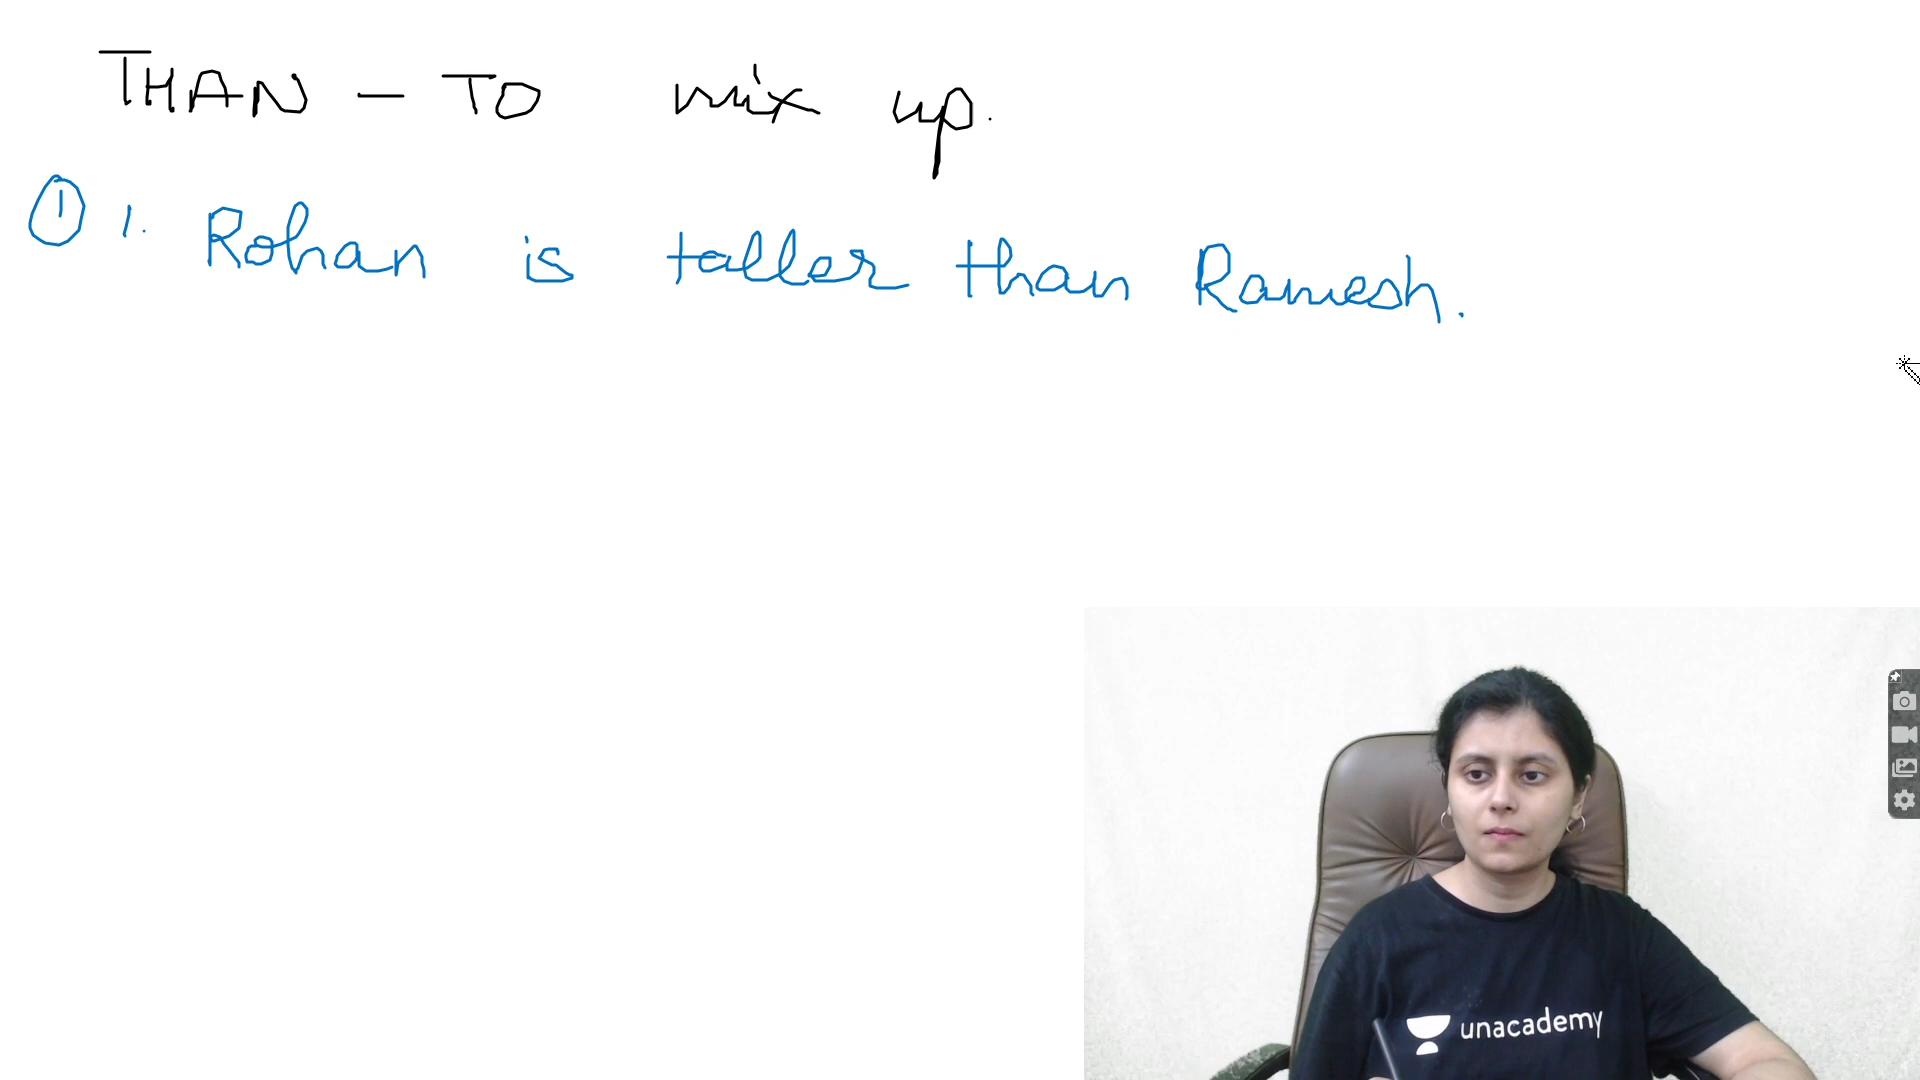 THAN - TO mix up.
① 1. Rohan is taller than Ramesh.
unacademy